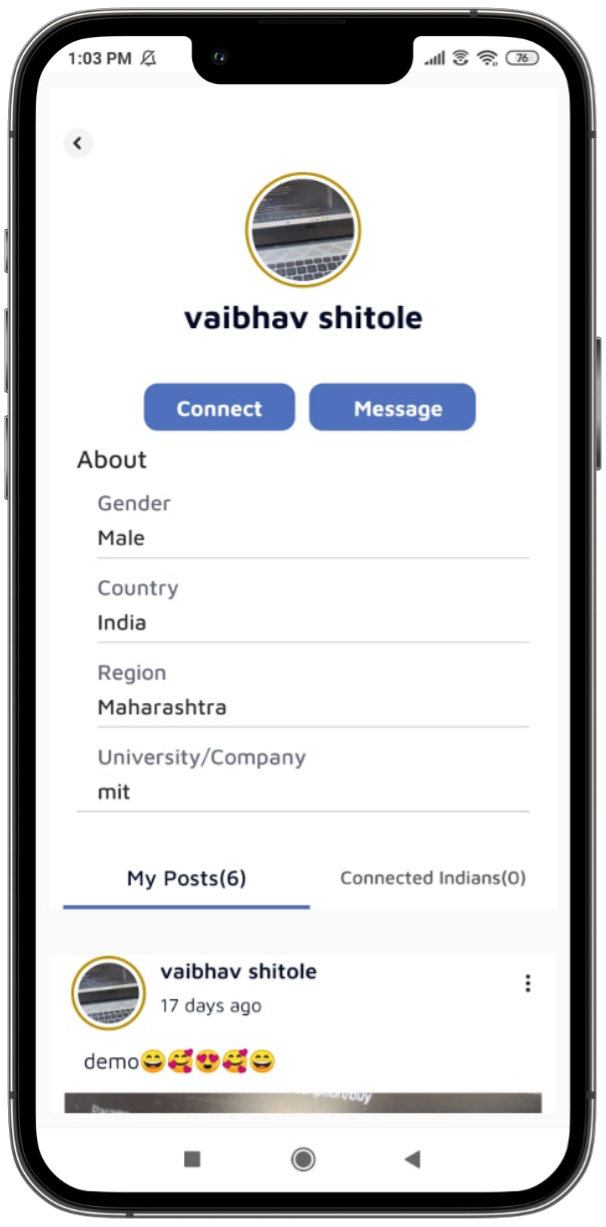 1:03 PM
76
vaibhav shitole
Connect Message
About
Gender
Male
Country
India
Region
Maharashtra
University/Company
mit
My Posts(6) Connected Indians(0)
vaibhav shitole
17 days ago
demo😄🥰😍🥰😄